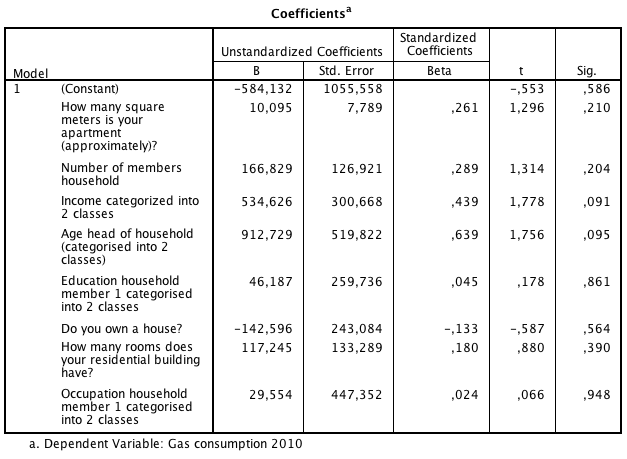 Coefficientsa
Unstandardized Coefficients Standardized Coefficients
Model B Std. Error Beta t Sig.
1 (Constant) -584,132 1055,558 -,553 ,586
How many square 10,095 7,789 ,261 1,296 ,210
meters is your
apartment
(approximately)?
Number of members 166,829 126,921 ,289 1,314 ,204
household
Income categorized into 534,626 300,668 ,439 1,778 ,091
2 classes
Age head of household 912,729 519,822 ,639 1,756 ,095
(categorised into 2
classes)
Education household 46,187 259,736 ,045 ,178 ,861
member 1 categorised
into 2 classes
Do you own a house? -142,596 243,084 -,133 -,587 ,564
How many rooms does 117,245 133,289 ,180 ,880 ,390
your residential building
have?
Occupation household 29,554 447,352 ,024 ,066 ,948
member 1 categorised
into 2 classes
a. Dependent Variable: Gas consumption 2010